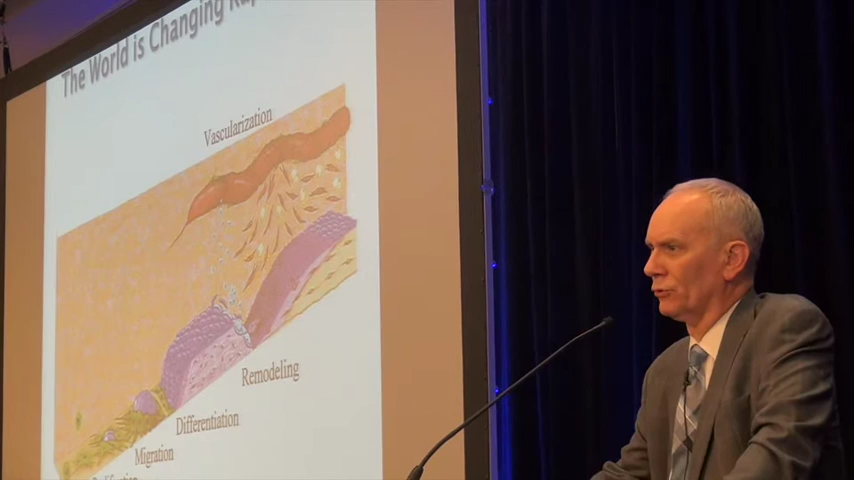 The World is Changing
Vascularization
Remodeling
Differentiation
Migration